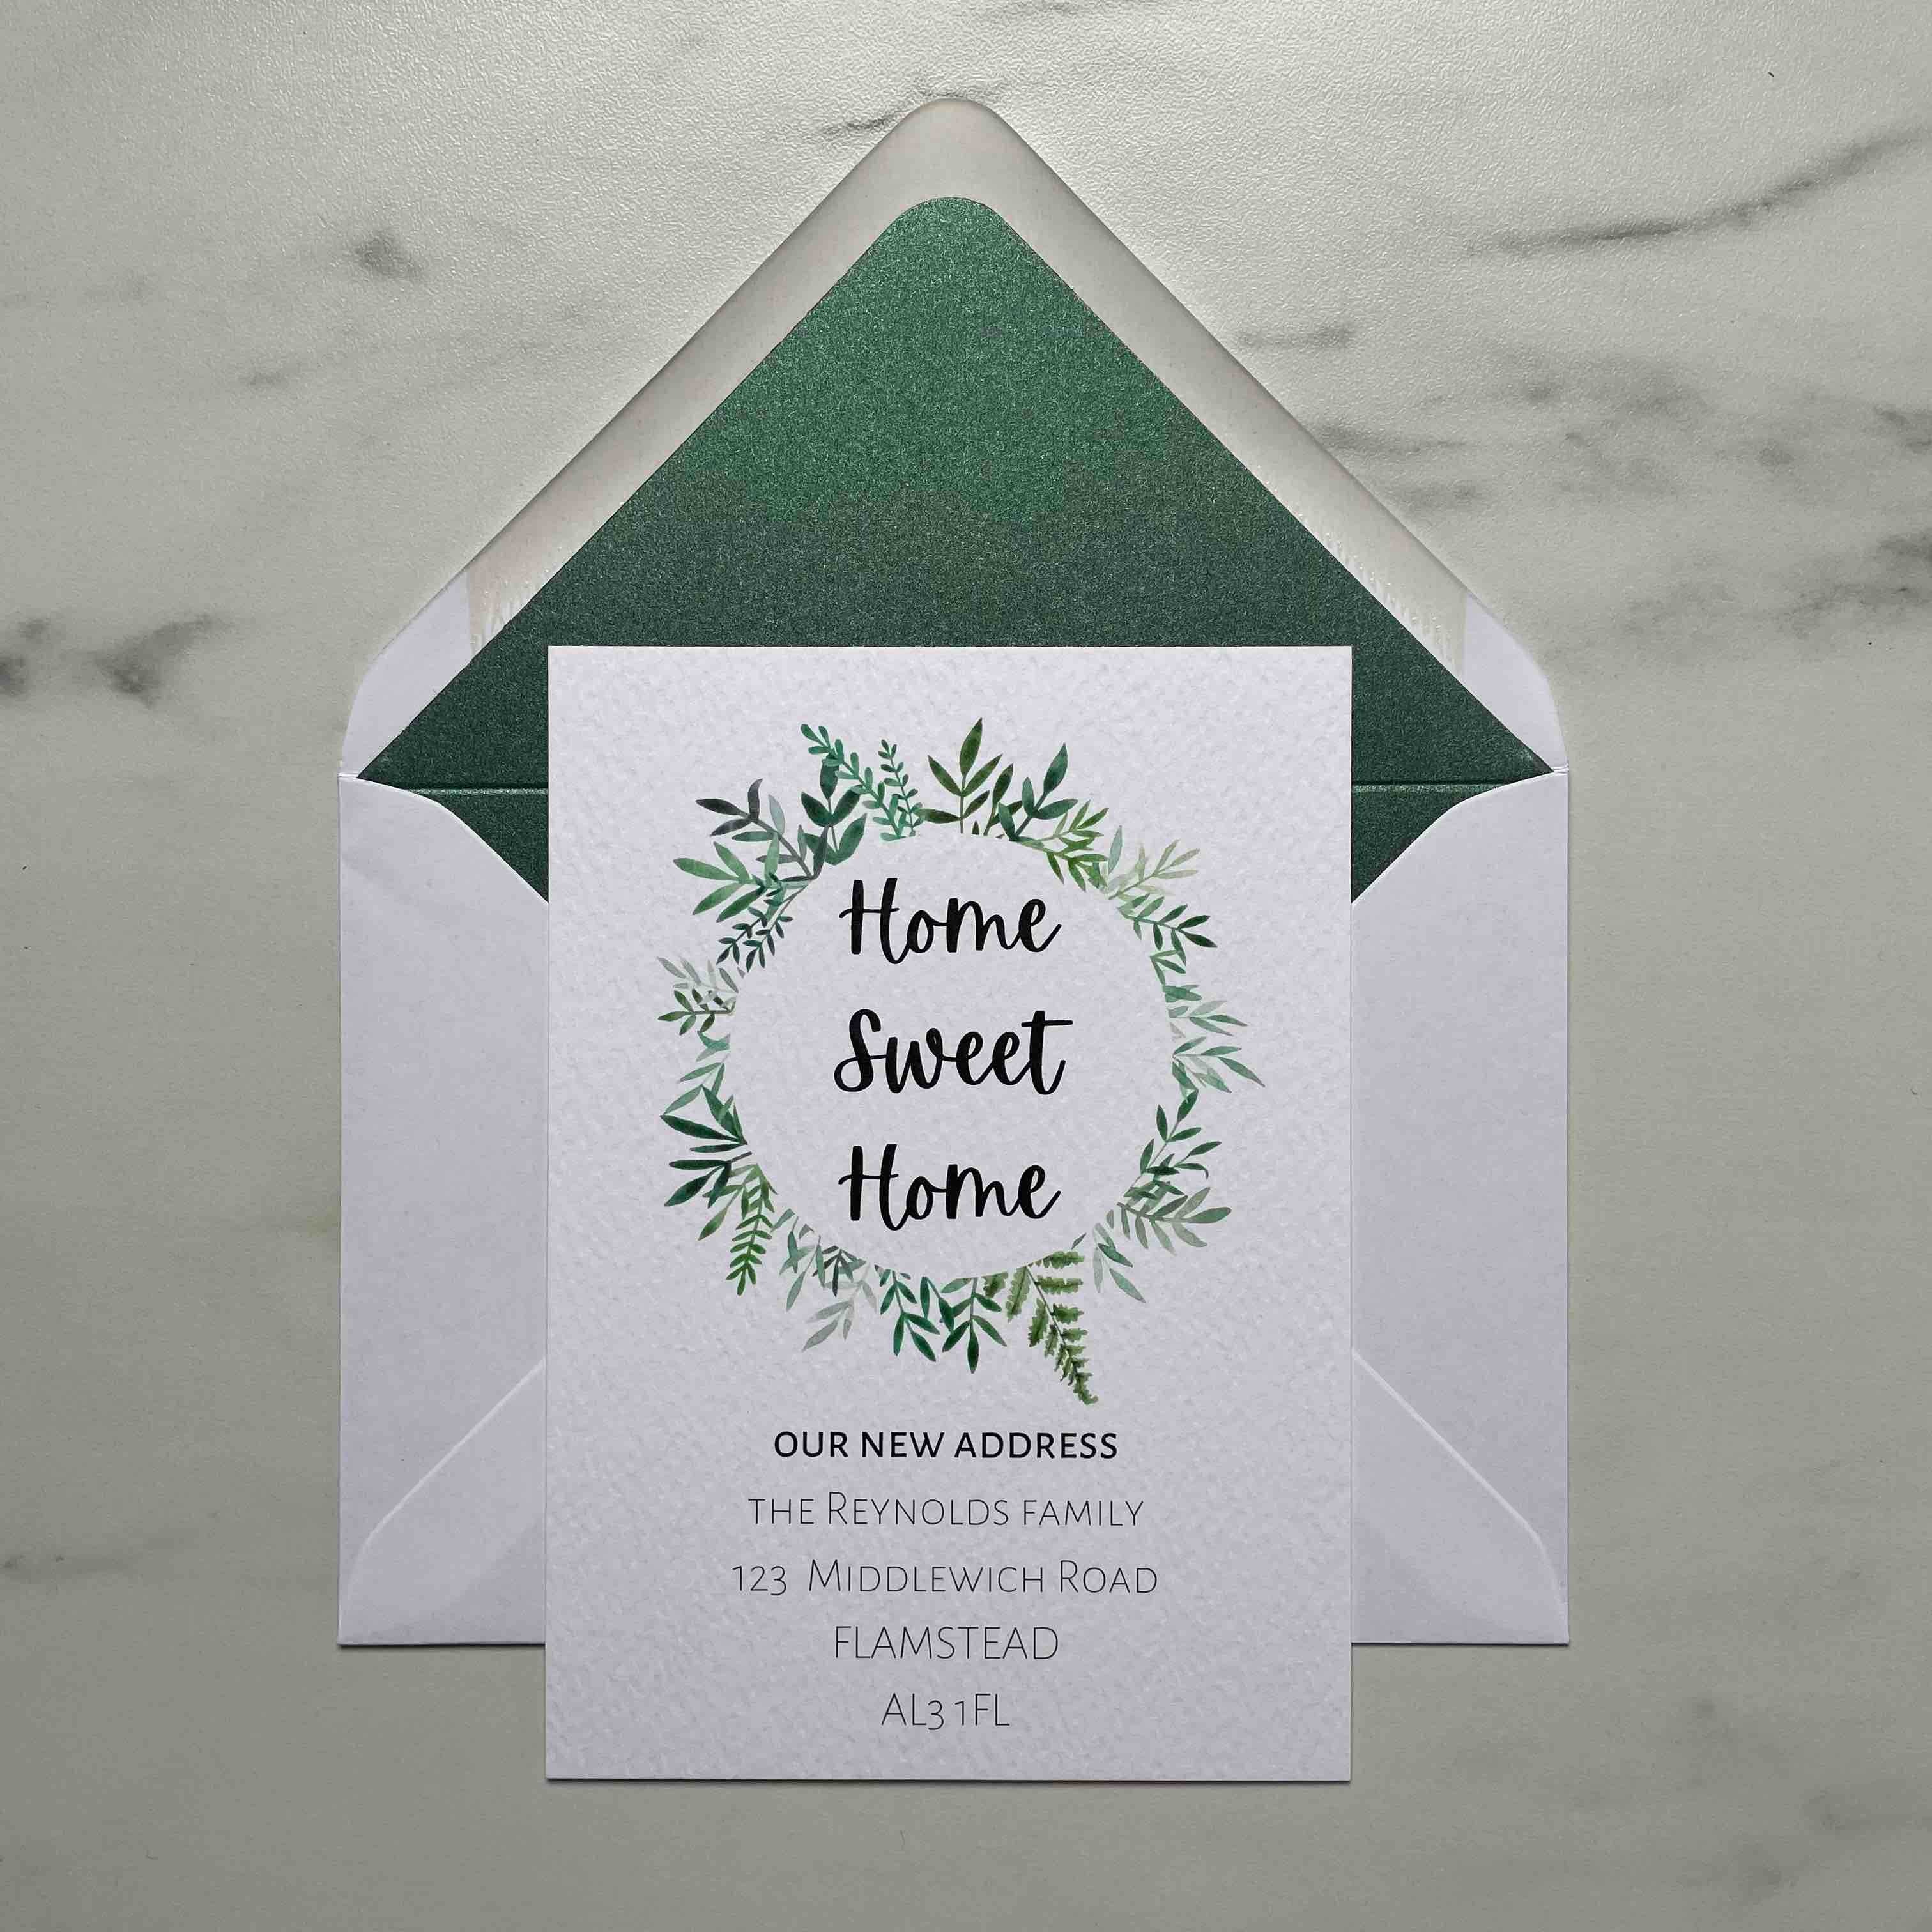 Home
Sweet
Home
OUR NEW ADDRESS
THE REYNOLDS FAMILY
123 MIDDLEWICH ROAD
FLAMSTEAD
AL3 1FL